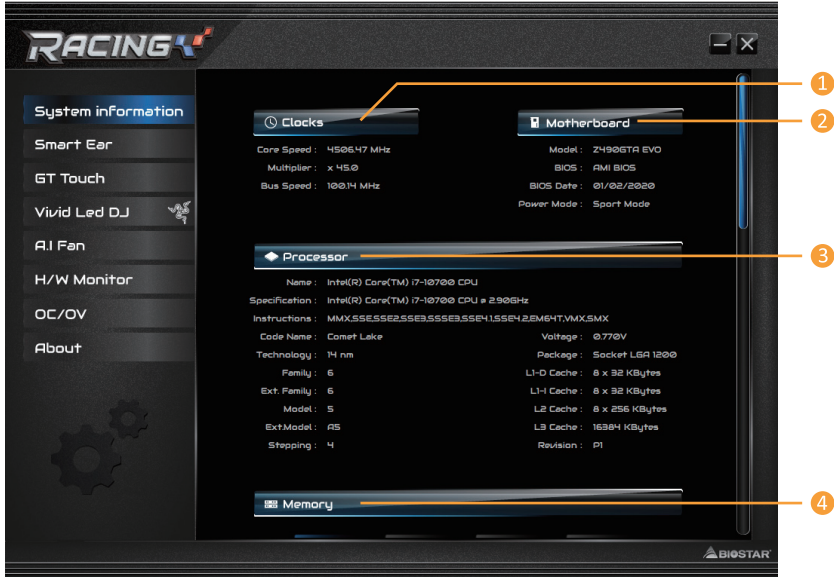 RACING
System information
Smart Ear
GT Touch
Vivid Led DJ
A.I Fan
H/W Monitor
OC/OV
About
Clocks
1
Core Speed : 4506.47 MHz
Multiplier : x 45.0
Bus Speed : 100.14 MHz
Motherboard
2
Model : Z490GTA EVO
BIOS : AMI BIOS
BIOS Date : 01/02/2020
Power Mode : Sport Mode
Processor
3
Name : Intel(R) Core(TM) i7-10700 CPU
Specification : Intel(R) Core(TM) i7-10700 CPU @ 2.90GHz
Instructions : MMX,SSE,SSE2,SSE3,SSSE3,SSE4.1,SSE4.2,EM64T,VMX,SMX
Code Name : Comet Lake
Technology : 14 nm
Family : 6
Ext. Family : 6
Model : 5
Ext.Model : A5
Stepping : 4
Voltage : 0.770V
Package : Socket LGA 1200
L1-D Cache : 8 x 32 KBytes
L1-I Cache : 8 x 32 KBytes
L2 Cache : 8 x 256 KBytes
L3 Cache : 16384 KBytes
Revision : P1
Memory
4
BIOSTAR